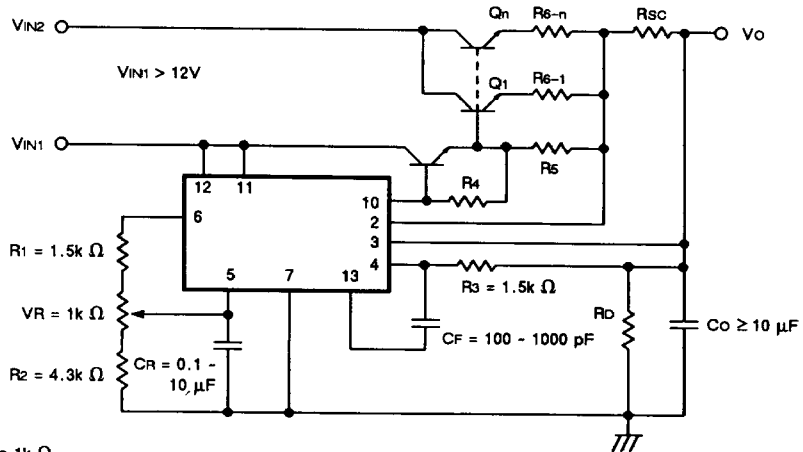 VIN2
Qn
R6-n
RSC
VO
VIN1 > 12V
Q1
R6-1
VIN1
R5
12
11
R4
10
6
2
3
R1 = 1.5k Ω
4
5
7
13
R3 = 1.5k Ω
VR = 1k Ω
RD
CO ≥ 10 μF
CF = 100 ~ 1000 pF
CR = 0.1 ~
10 μF
R2 = 4.3k Ω
1k Ω